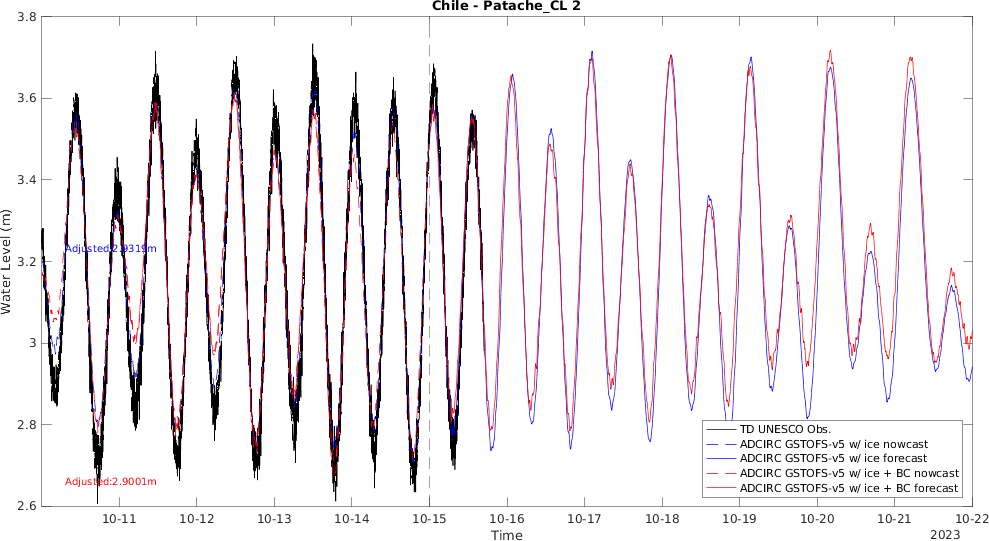 Chile - Patache_CL 2
3.8
3.6
3.4
3.2
3
2.8
2.6
Water Level (m)
Adjusted:2.9319m
Adjusted:2.9001m
TD UNESCO Obs.
ADCIRC GSTOFS-v5 w/ ice nowcast
ADCIRC GSTOFS-v5 w/ ice forecast
ADCIRC GSTOFS-v5 w/ ice + BC nowcast
ADCIRC GSTOFS-v5 w/ ice + BC forecast
10-11 10-12 10-13 10-14 10-15 10-16 10-17 10-18 10-19 10-20 10-21 10-22
Time
2023